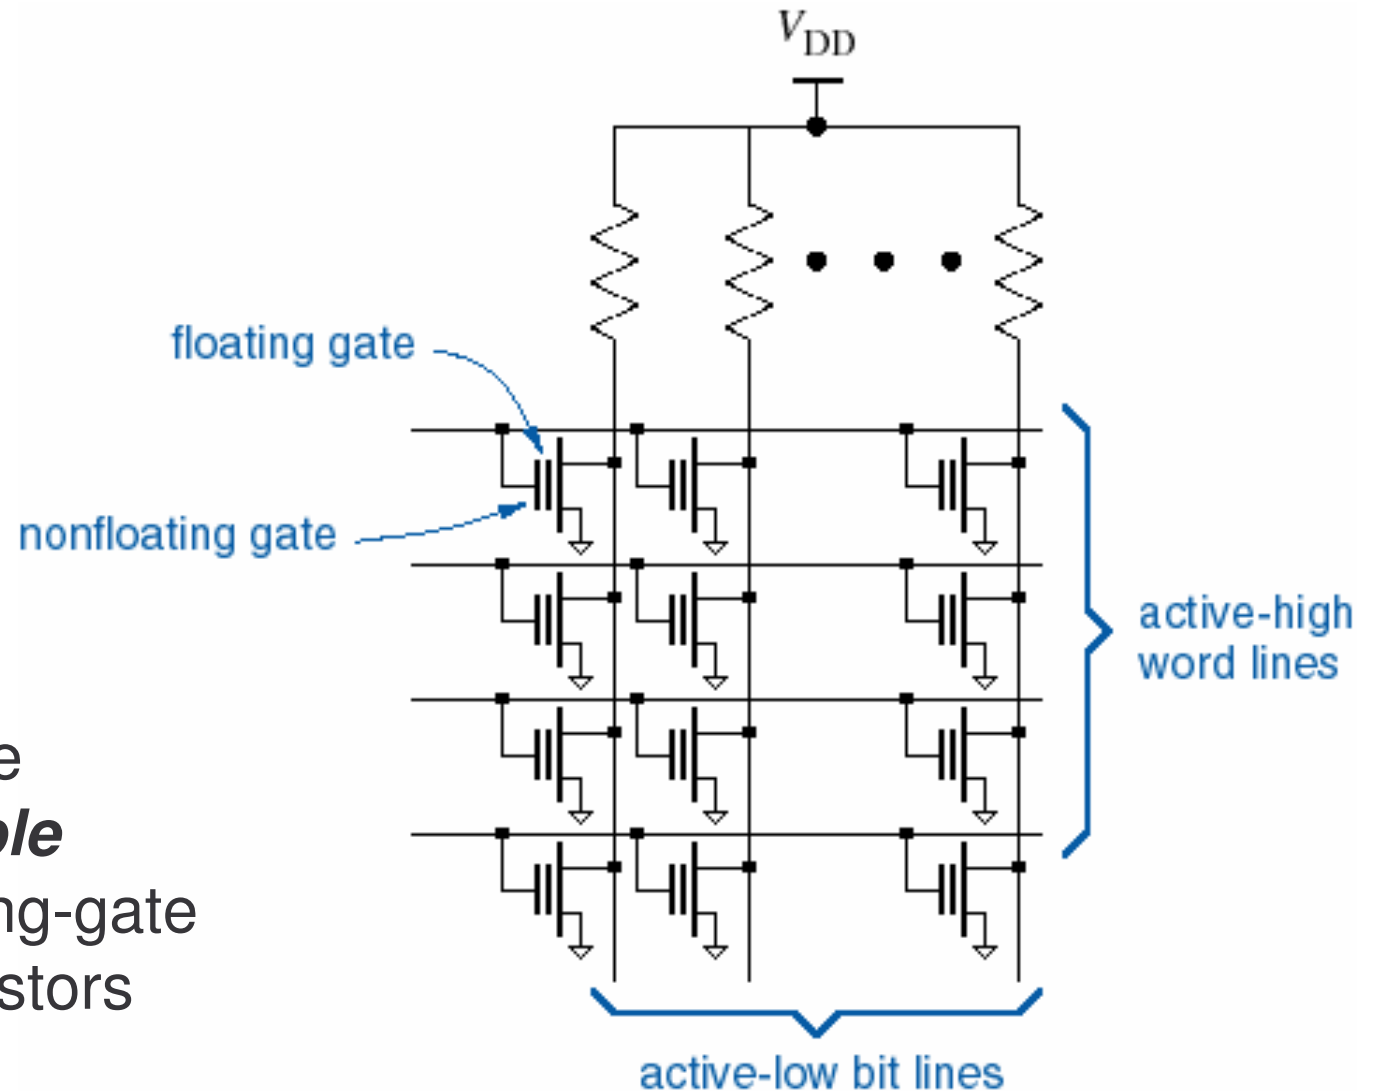 VDD
floating gate
nonfloating gate
active-high
word lines
e
ble
ng-gate
stors
active-low bit lines